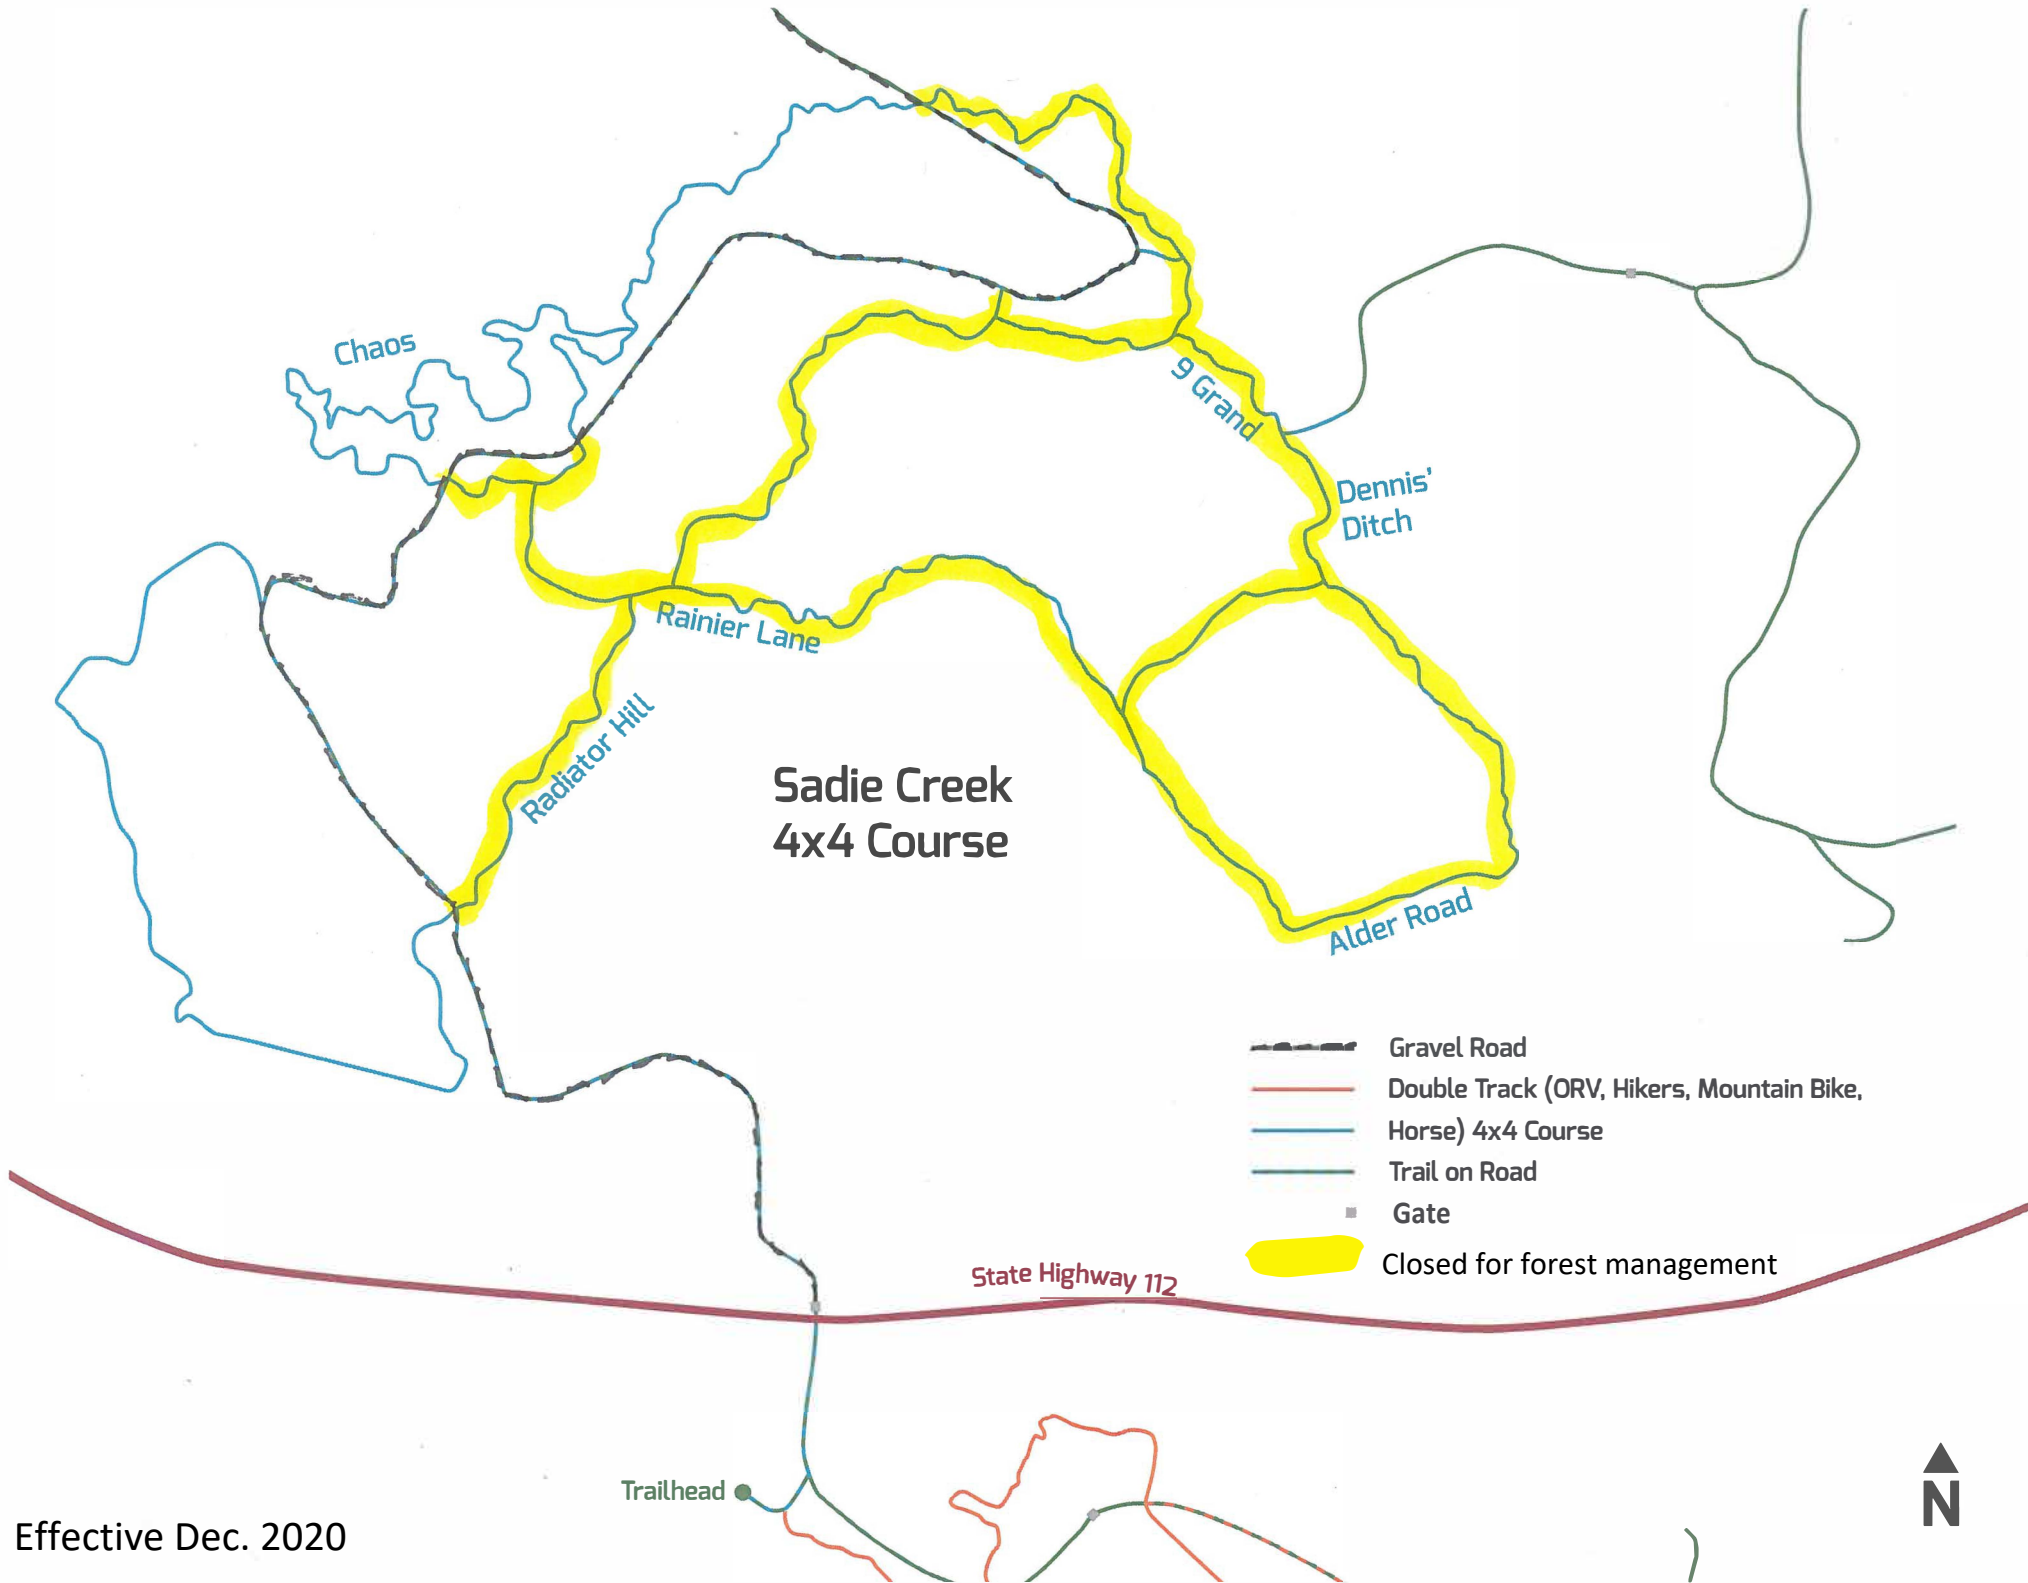 Chaos
9 Grand
Dennis'
Ditch
Rainier Lane
Radiator Hill
Sadie Creek
4x4 Course
Alder Road
Gravel Road
Double Track (ORV, Hikers, Mountain Bike,
Horse) 4x4 Course
Trail on Road
Gate
Closed for forest management
State Highway 112
Trailhead
N
Effective Dec. 2020